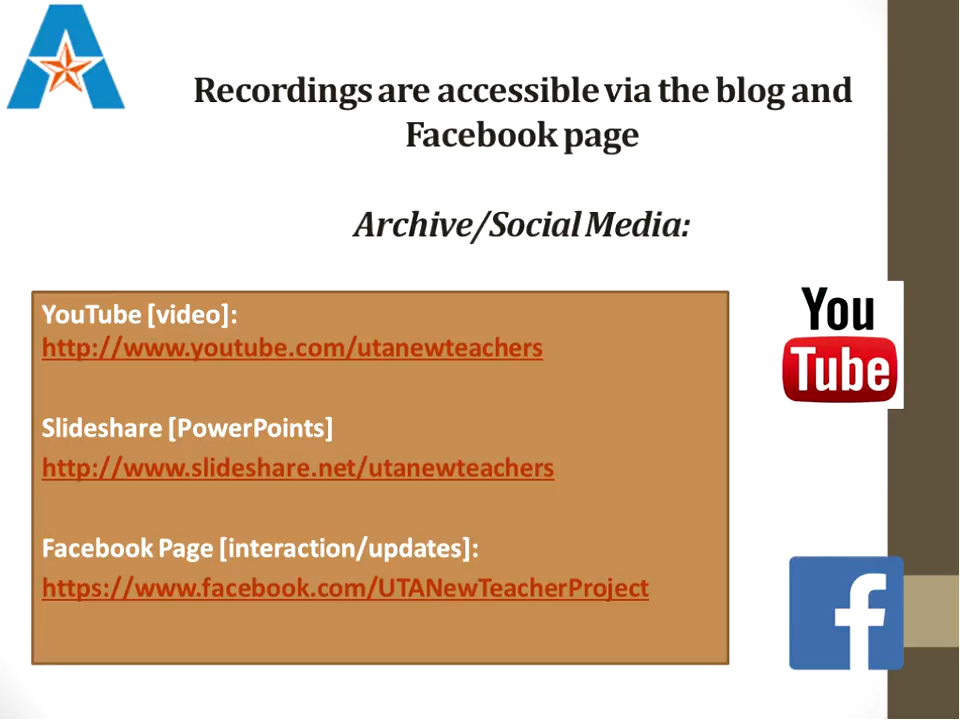 Recordings are accessible via the blog and
Facebook page
Archive/Social Media:
YouTube [video]:
http://www.youtube.com/utanewteachers
Slideshare [PowerPoints]
http://www.slideshare.net/utanewteachers
Facebook Page [interaction/updates]:
https://www.facebook.com/UTANewTeacherProject
You
Tube
f